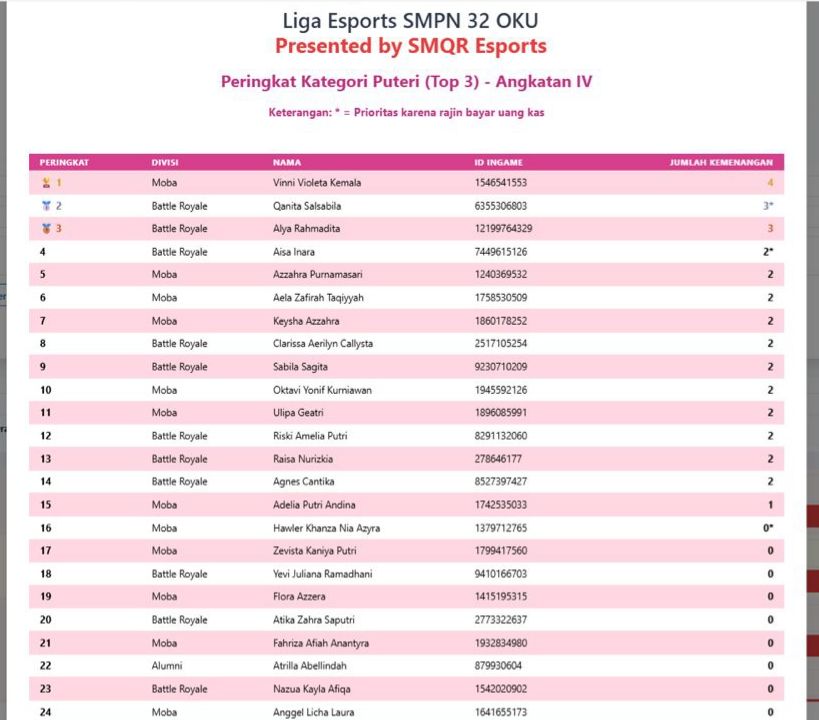 Liga Esports SMPN 32 OKU
Presented by SMQR Esports
Peringkat Kategori Puteri (Top 3) - Angkatan IV
Keterangan: * = Prioritas karena rajin bayar uang kas
PERINGKAT DIVISI NAMA ID INGAME JUMLAH KEMENANGAN
1 Moba Vinni Violeta Kemala 1546541553 4
2 Battle Royale Qanita Salsabila 6355306803 3*
3 Battle Royale Alya Rahmadita 12199764329 3
4 Battle Royale Aisa Inara 7449615126 2*
5 Moba Azzahra Purnamasari 1240369532 2
6 Moba Aela Zafirah Taqiyyah 1758530509 2
7 Moba Keysha Azzahra 1860178252 2
8 Battle Royale Clarissa Aerilyn Callysta 2517105254 2
9 Battle Royale Sabila Sagita 9230710209 2
10 Moba Oktavi Yonif Kurniawan 1945592126 2
11 Moba Ulipa Geatri 1896085991 2
12 Battle Royale Riski Amelia Putri 8291132060 2
13 Battle Royale Raisa Nurizkia 278646177 2
14 Battle Royale Agnes Cantika 8527397427 2
15 Moba Adelia Putri Andina 1742535033 1
16 Moba Hawler Khanza Nia Azyra 1379712765 0*
17 Moba Zevista Kaniya Putri 1799417560 0
18 Battle Royale Yevi Juliana Ramadhani 9410166703 0
19 Moba Flora Azzera 1415195315 0
20 Battle Royale Atika Zahra Saputri 2773322637 0
21 Moba Fahriza Afiah Anantyra 1932834980 0
22 Alumni Atrilla Abellindah 879930604 0
23 Battle Royale Nazua Kayla Afiqa 1542020902 0
24 Moba Anggel Licha Laura 1641655173 0